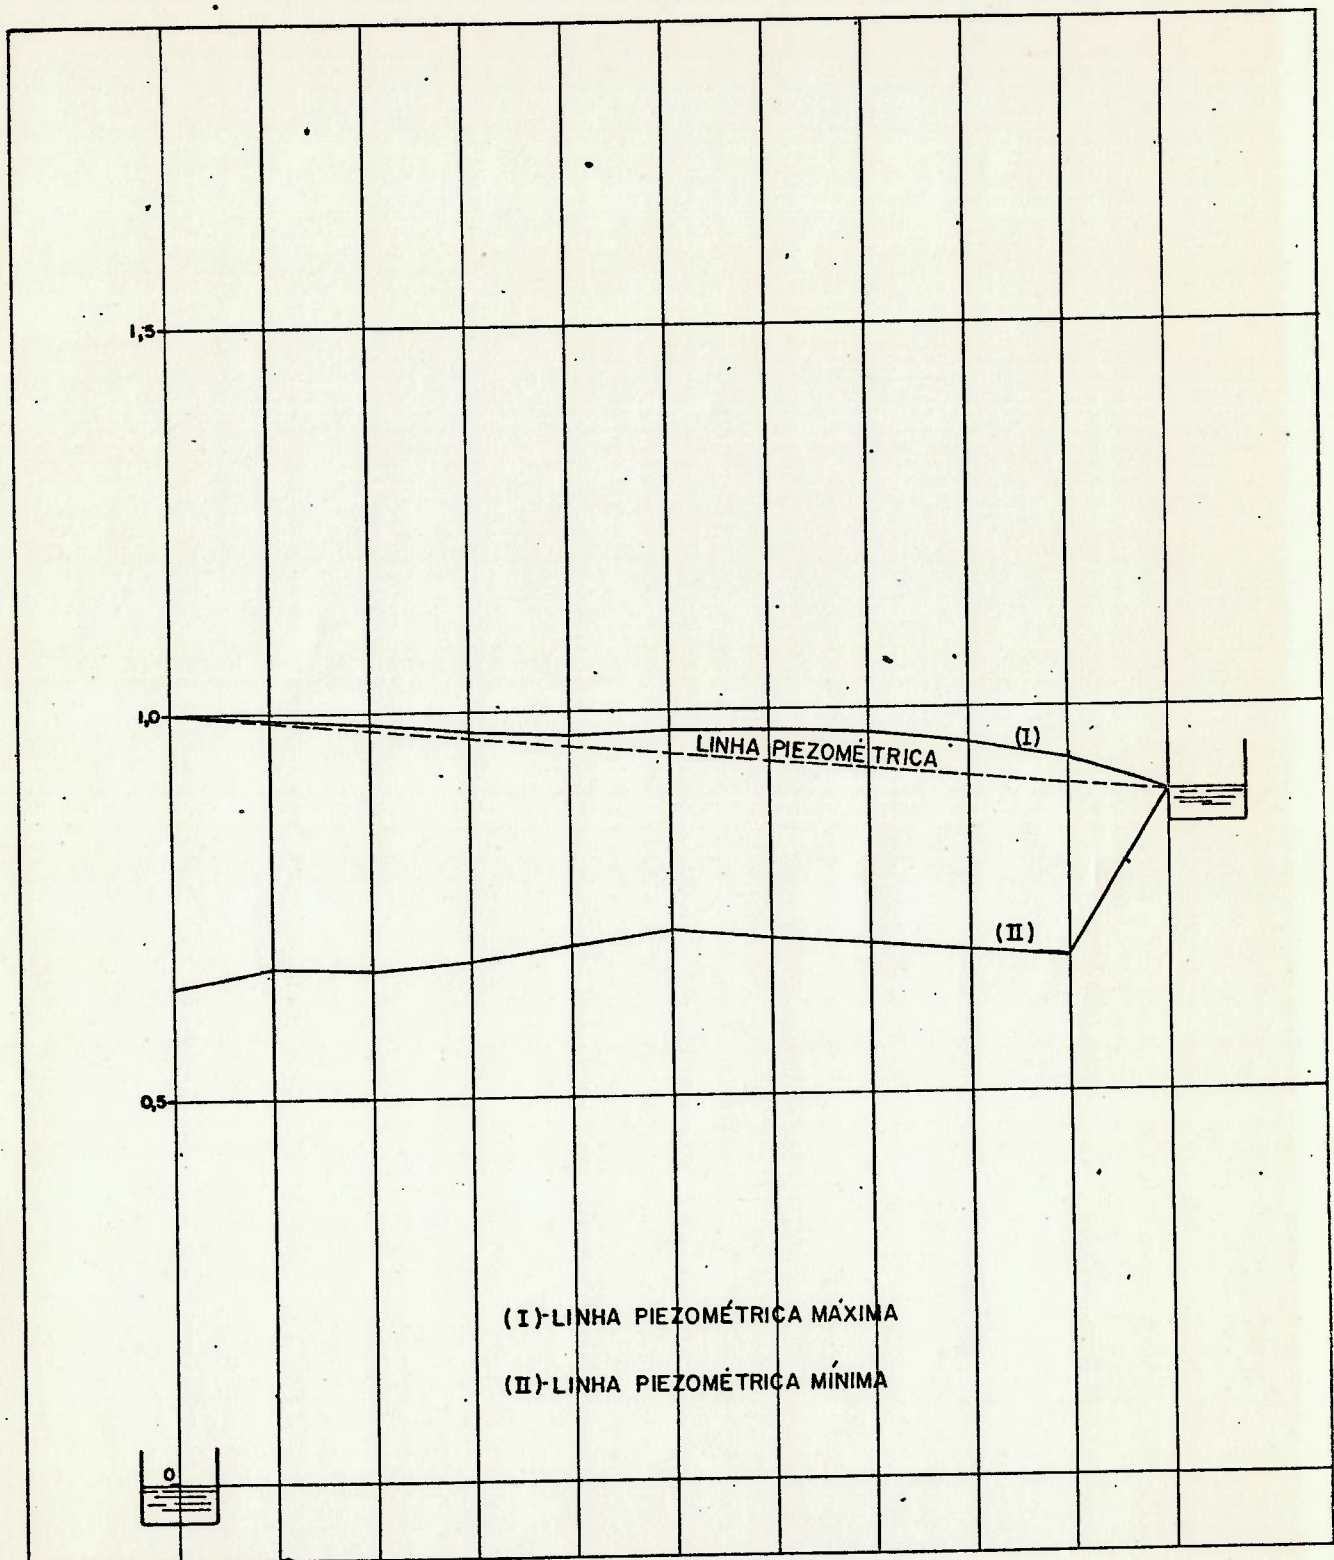 1,5
1,0
LINHA PIEZOMÉTRICA
(I)
(II)
0,5
(I)-LINHA PIEZOMÉTRICA MÁXIMA
(II)-LINHA PIEZOMÉTRICA MÍNIMA
0